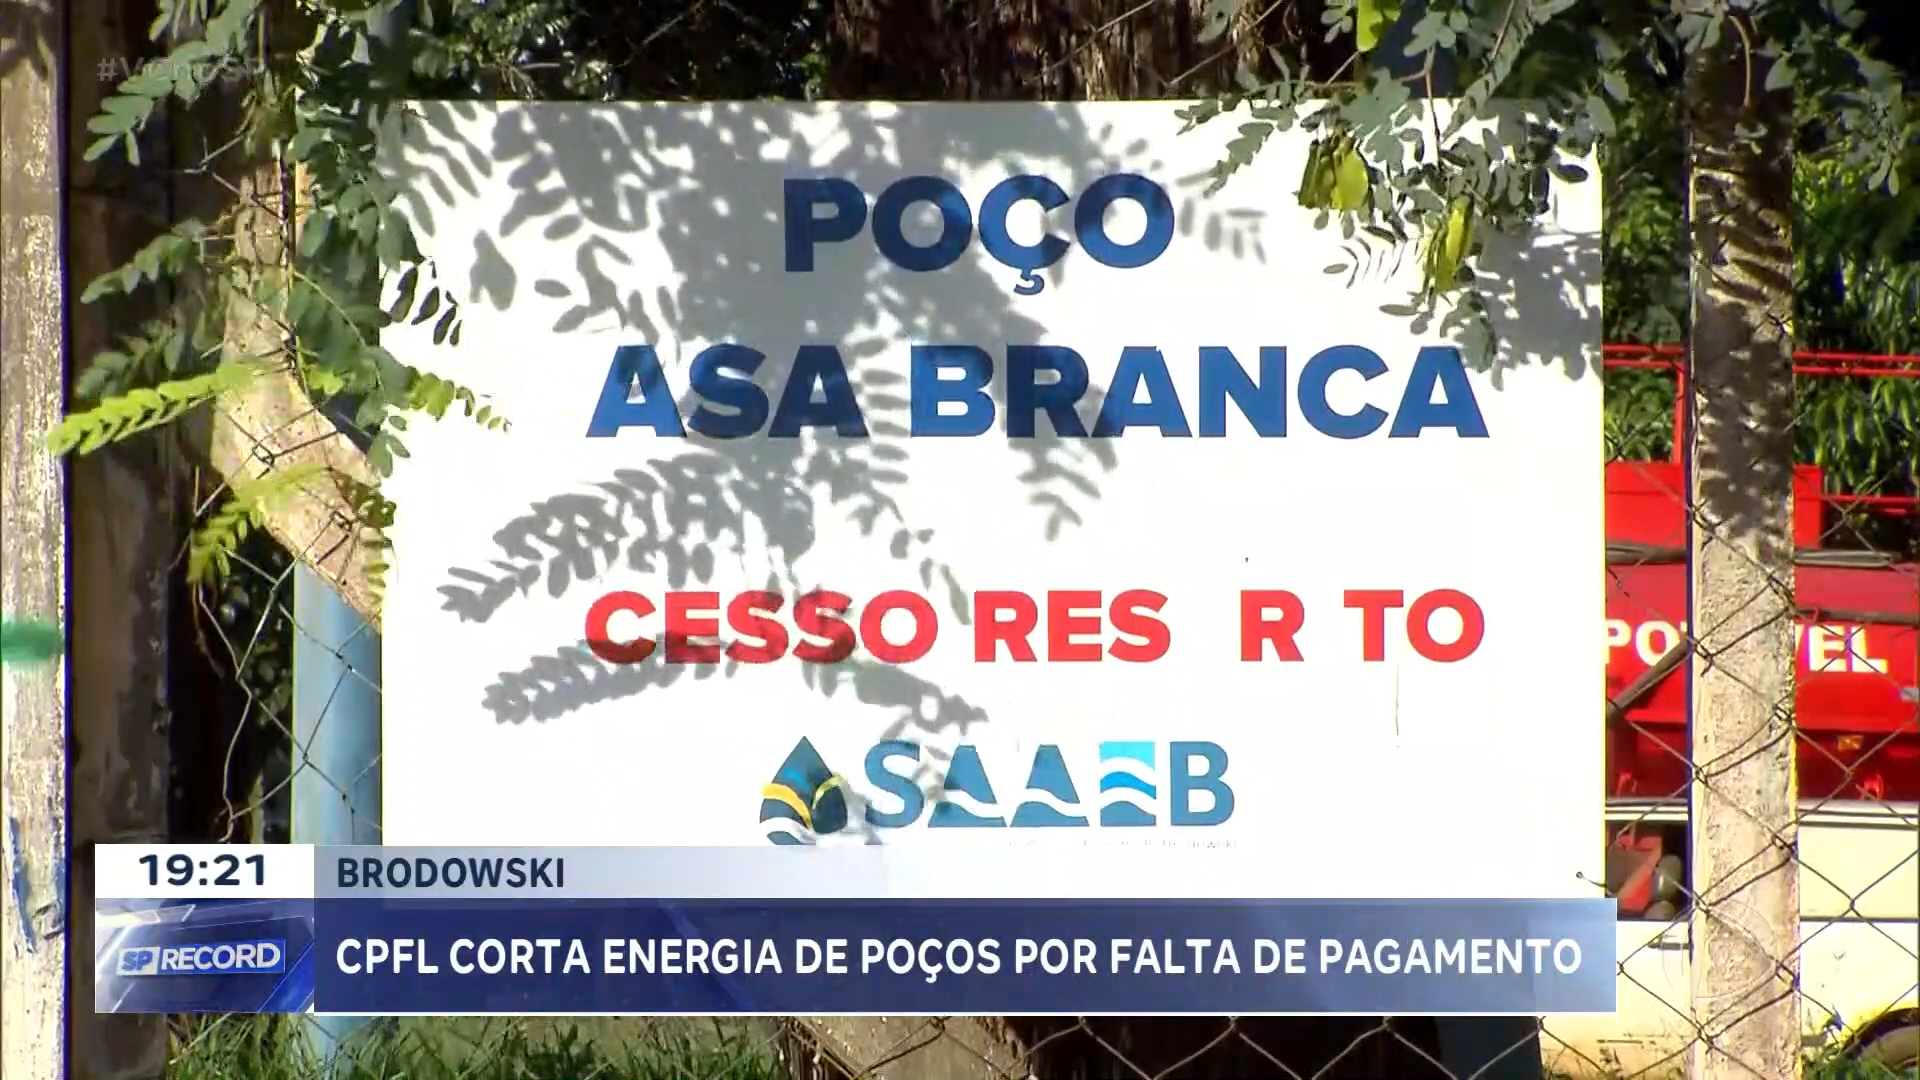 POÇO
ASA BRANCA
CESSO RES R TO
SAAEB
19:21
BRODOWSKI
SP RECORD
CPFL CORTA ENERGIA DE POÇOS POR FALTA DE PAGAMENTO